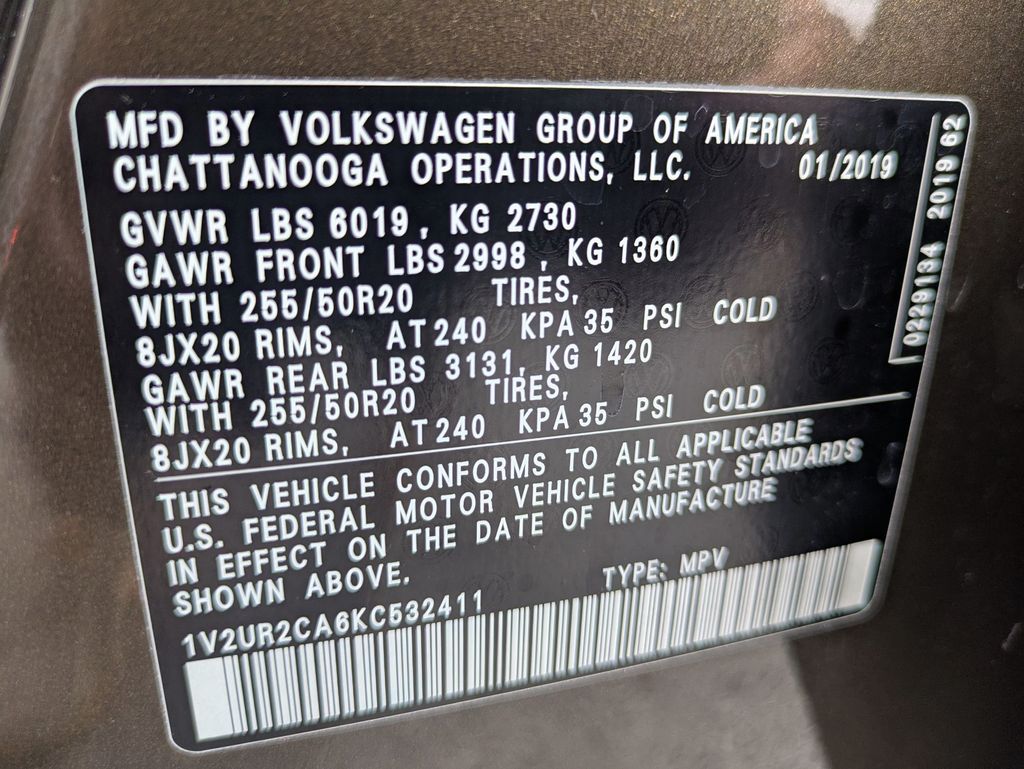 MFD BY VOLKSWAGEN GROUP OF AMERICA
CHATTANOOGA OPERATIONS, LLC. 01/2019
GVWR LBS 6019, KG 2730
GAWR FRONT LBS 2998, KG 1360
WITH 255/50R20 TIRES,
8JX20 RIMS, AT 240 KPA 35 PSI COLD
GAWR REAR LBS 3131, KG 1420
WITH 255/50R20 TIRES,
8JX20 RIMS, AT 240 KPA 35 PSI COLD
THIS VEHICLE CONFORMS TO ALL APPLICABLE
U.S. FEDERAL MOTOR VEHICLE SAFETY STANDARDS
IN EFFECT ON THE DATE OF MANUFACTURE
SHOWN ABOVE.
TYPE: MPV
1V2UR2CA6KC532411
0229134 2019 62